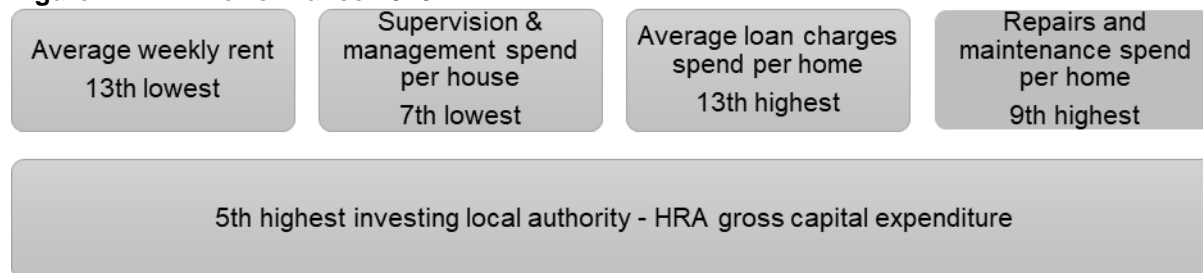 Average weekly rent
13th lowest
Supervision &
management spend
per house
7th lowest
Average loan charges
spend per home
13th highest
Repairs and
maintenance spend
per home
9th highest
5th highest investing local authority - HRA gross capital expenditure